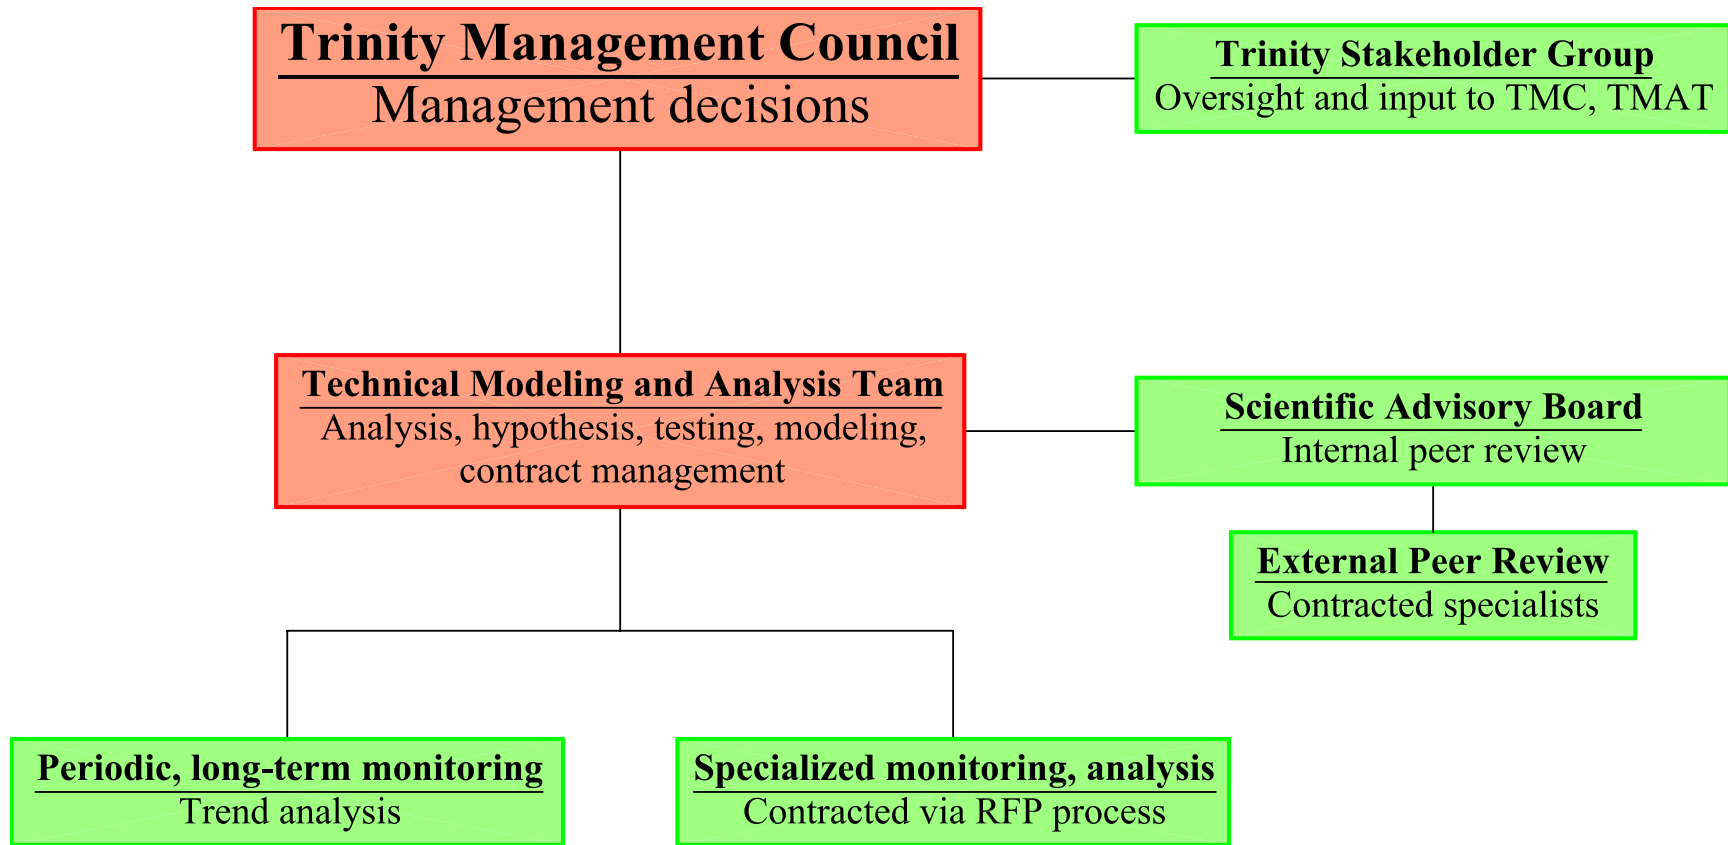 Trinity Management Council
Management decisions
Trinity Stakeholder Group
Oversight and input to TMC, TMAT
Technical Modeling and Analysis Team
Analysis, hypothesis, testing, modeling,
contract management
Scientific Advisory Board
Internal peer review
External Peer Review
Contracted specialists
Periodic, long-term monitoring
Trend analysis
Specialized monitoring, analysis
Contracted via RFP process